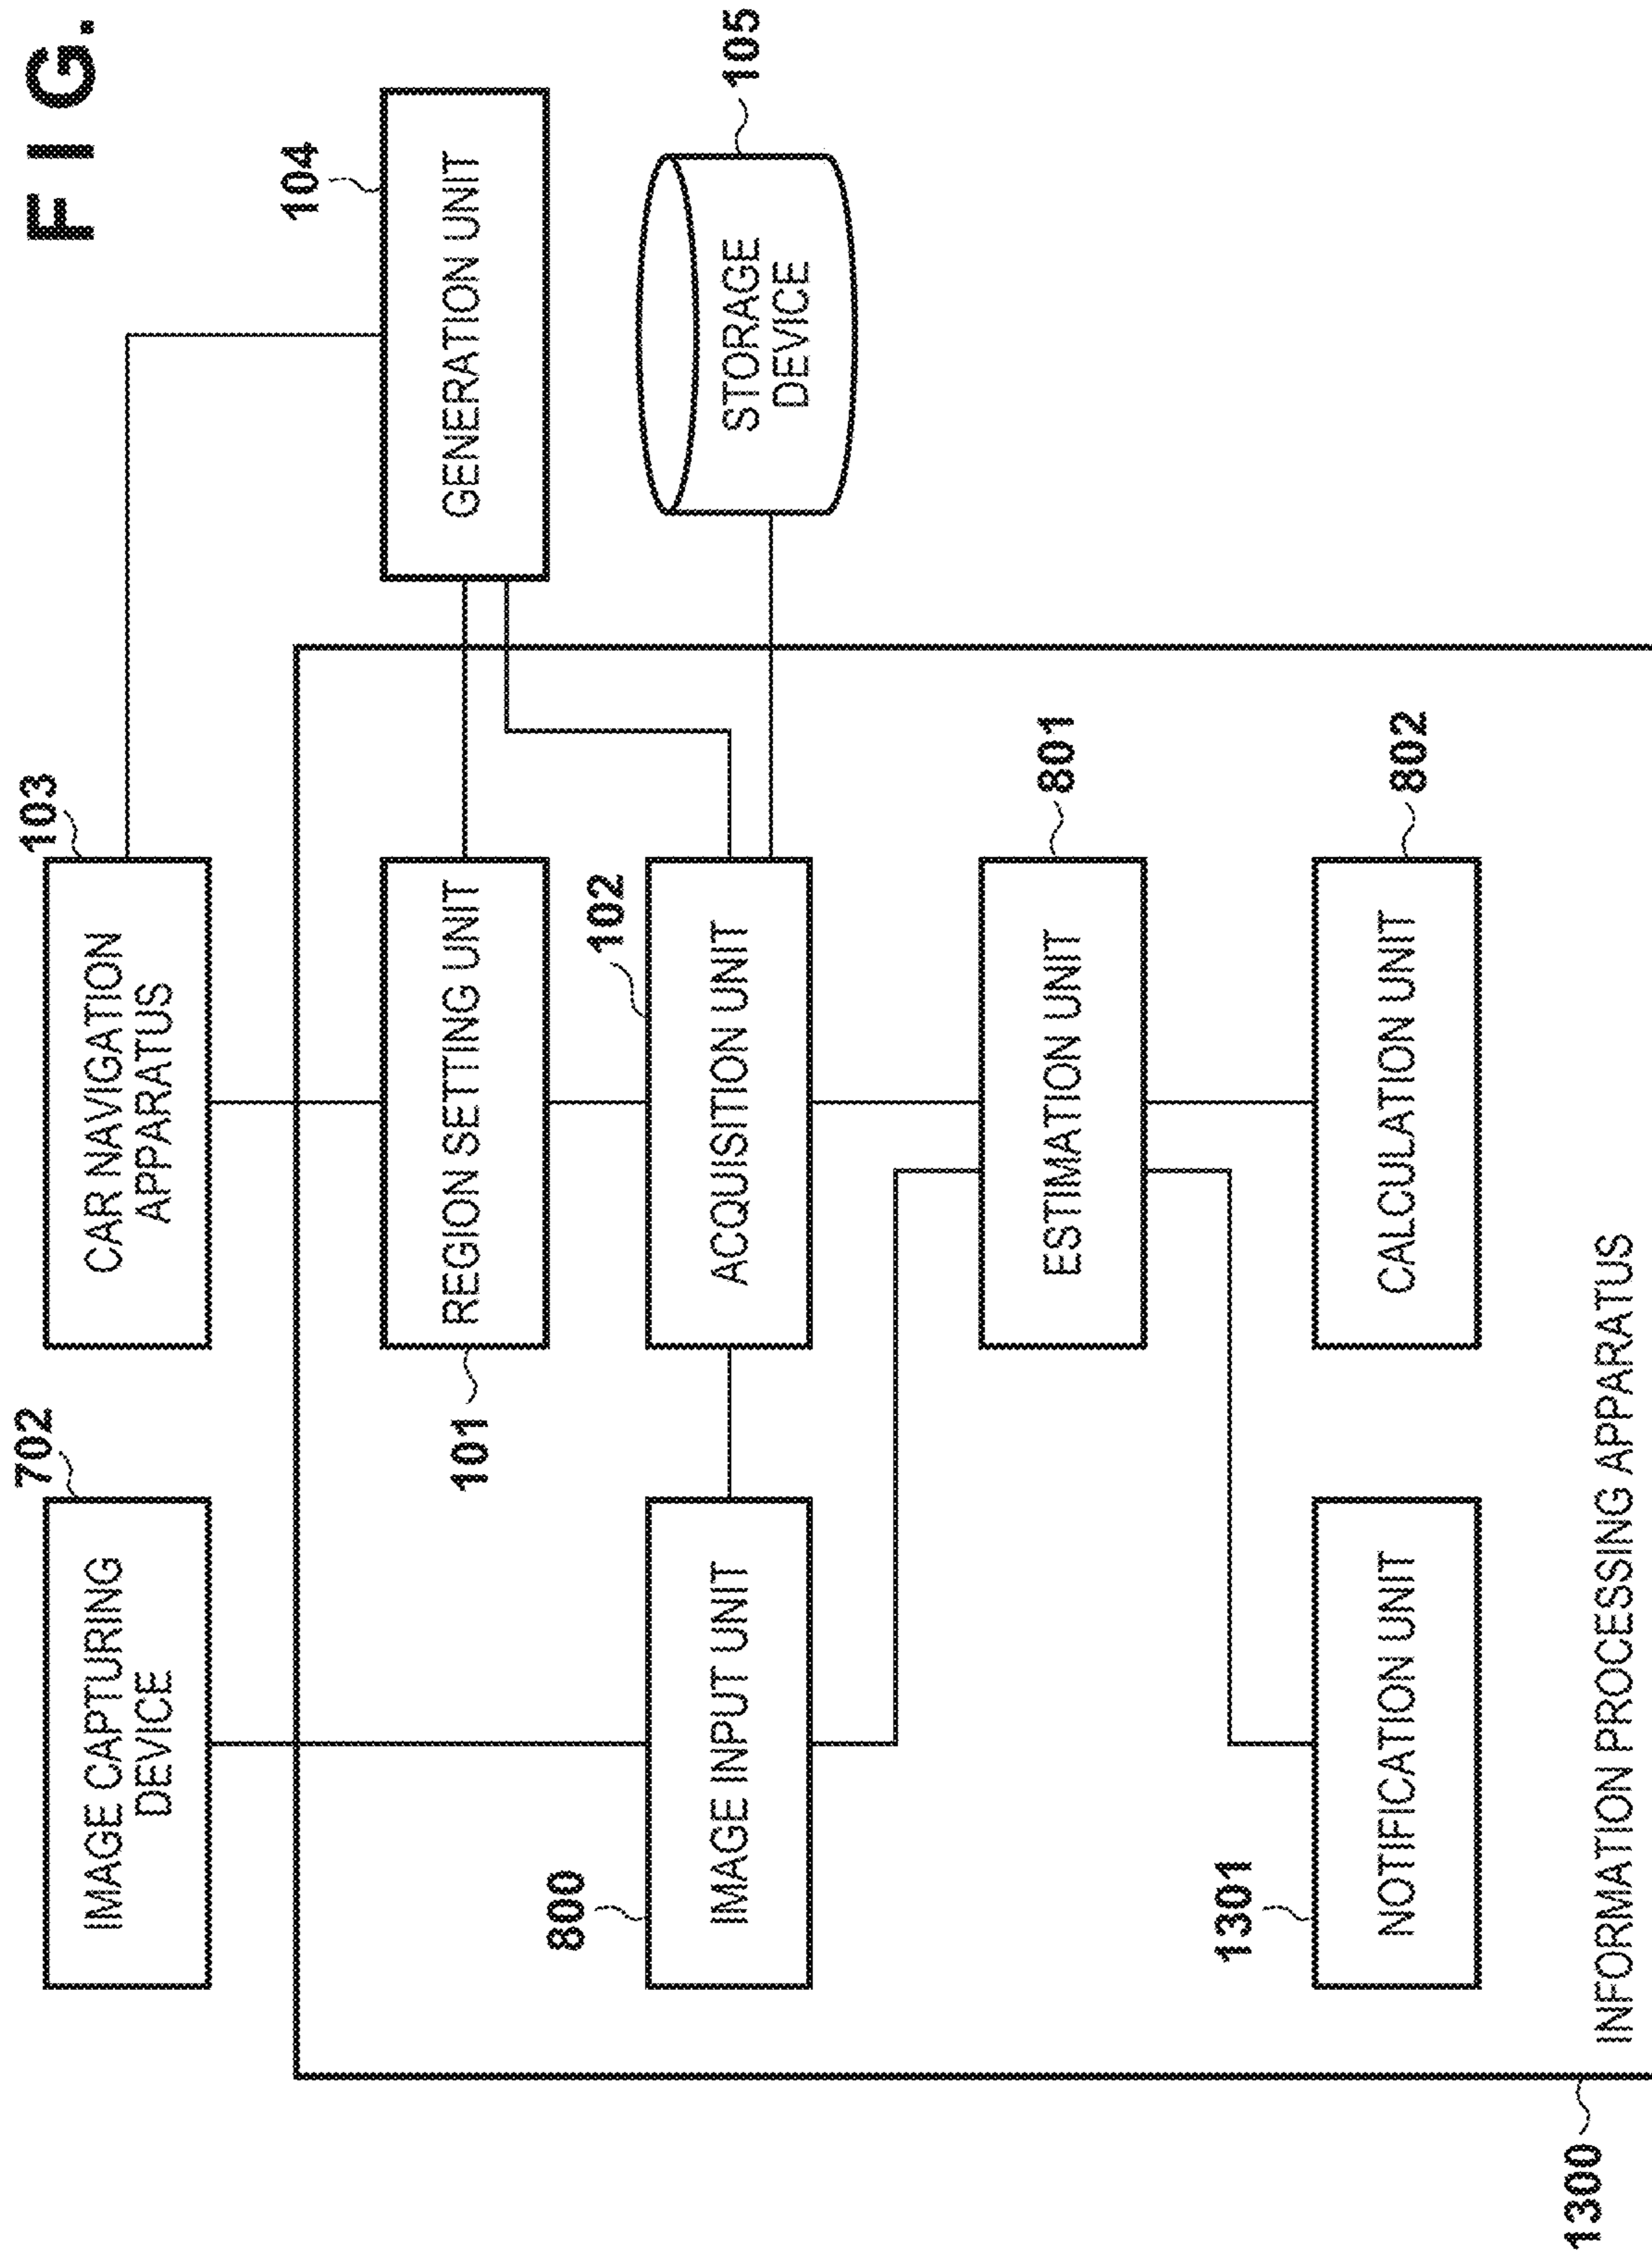 FIG.
702
IMAGE CAPTURING
DEVICE
103
CAR NAVIGATION
APPARATUS
104
GENERATION UNIT
101
REGION SETTING UNIT
102
ACQUISITION UNIT
105
STORAGE
DEVICE
800
IMAGE INPUT UNIT
801
ESTIMATION UNIT
1301
NOTIFICATION UNIT
802
CALCULATION UNIT
1300
INFORMATION PROCESSING APPARATUS